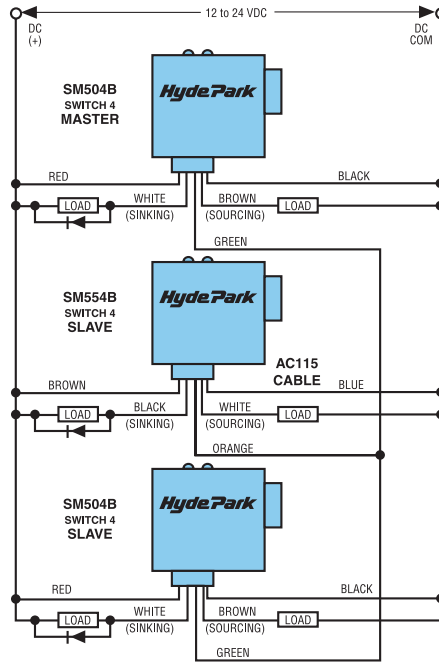 12 to 24 VDC
DC
(+)
DC
COM
SM504B
SWITCH 4
MASTER
HydePark
RED
BLACK
LOAD
WHITE
(SINKING)
BROWN
(SOURCING)
LOAD
GREEN
SM554B
SWITCH 4
SLAVE
HydePark
AC115
CABLE
BROWN
BLUE
LOAD
BLACK
(SINKING)
WHITE
(SOURCING)
LOAD
ORANGE
SM504B
SWITCH 4
SLAVE
HydePark
RED
BLACK
LOAD
WHITE
(SINKING)
BROWN
(SOURCING)
LOAD
GREEN